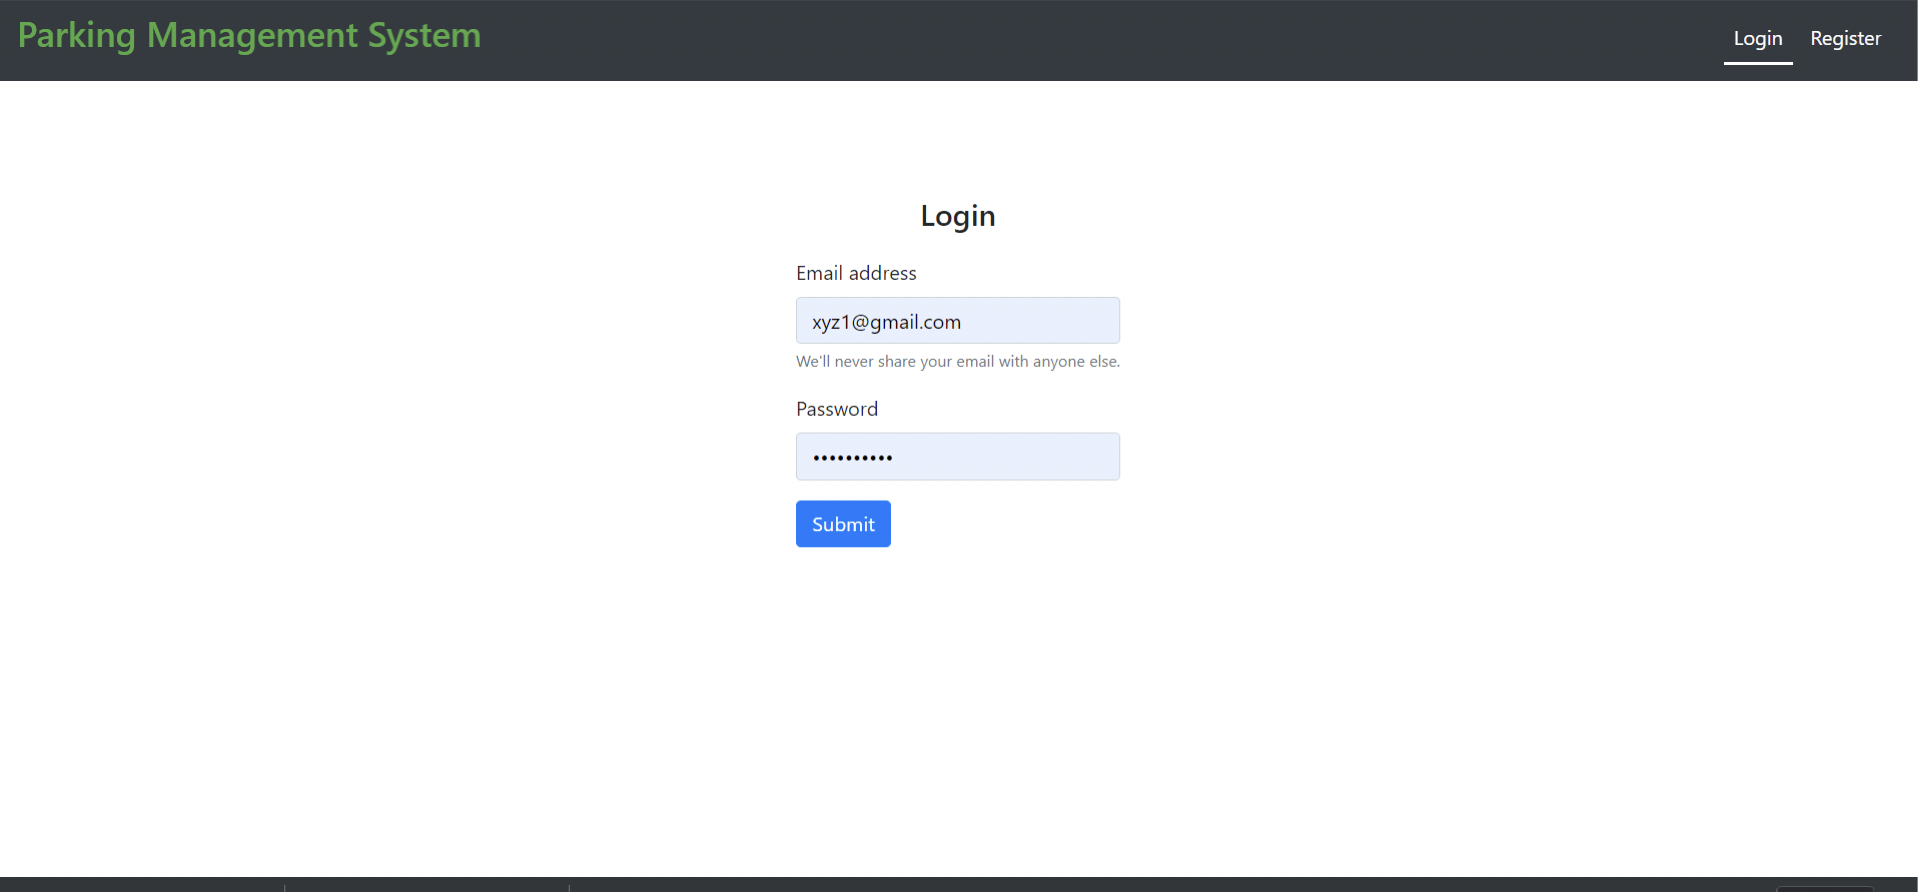 Parking Management System
Login Register
Login
Email address
xyz1@gmail.com
We'll never share your email with anyone else.
Password
••••••••••
Submit